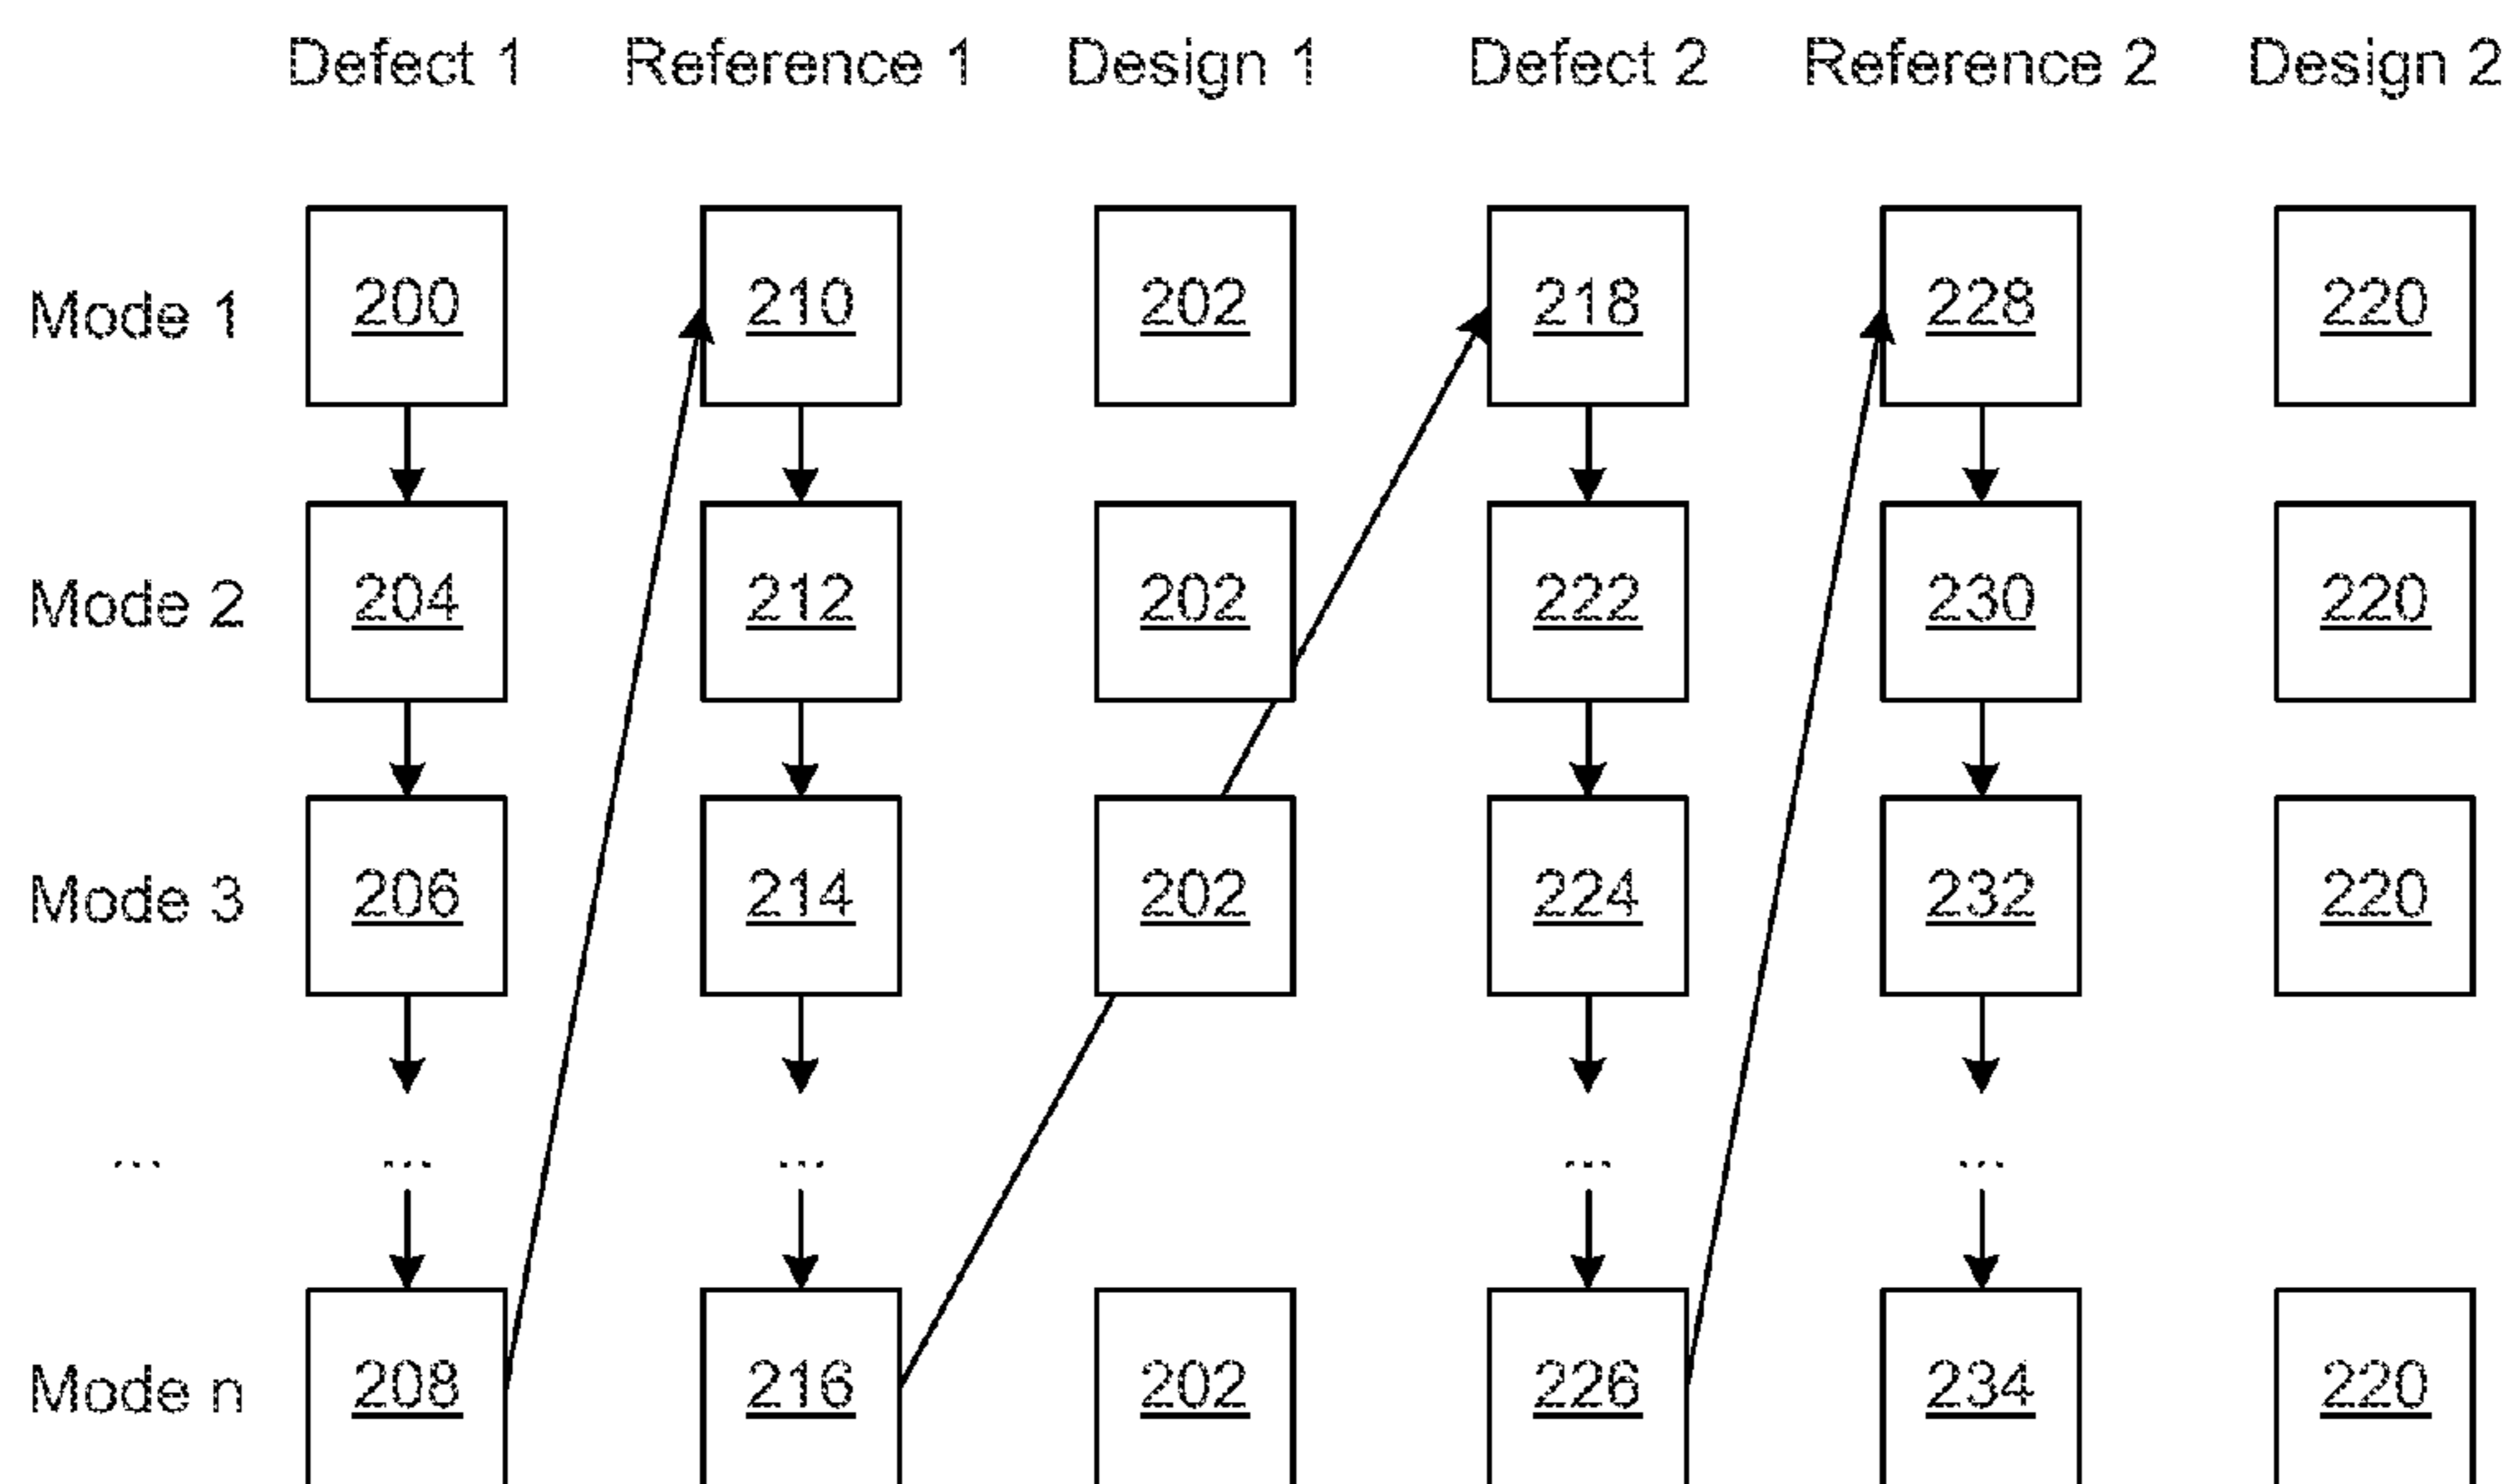 Defect 1 Reference 1 Design 1 Defect 2 Reference 2 Design 2
Mode 1 200 210 202 218 228 220
Mode 2 204 212 202 222 230 220
Mode 3 206 214 202 224 232 220
... ... ... ... ...
Mode n 208 216 202 226 234 220